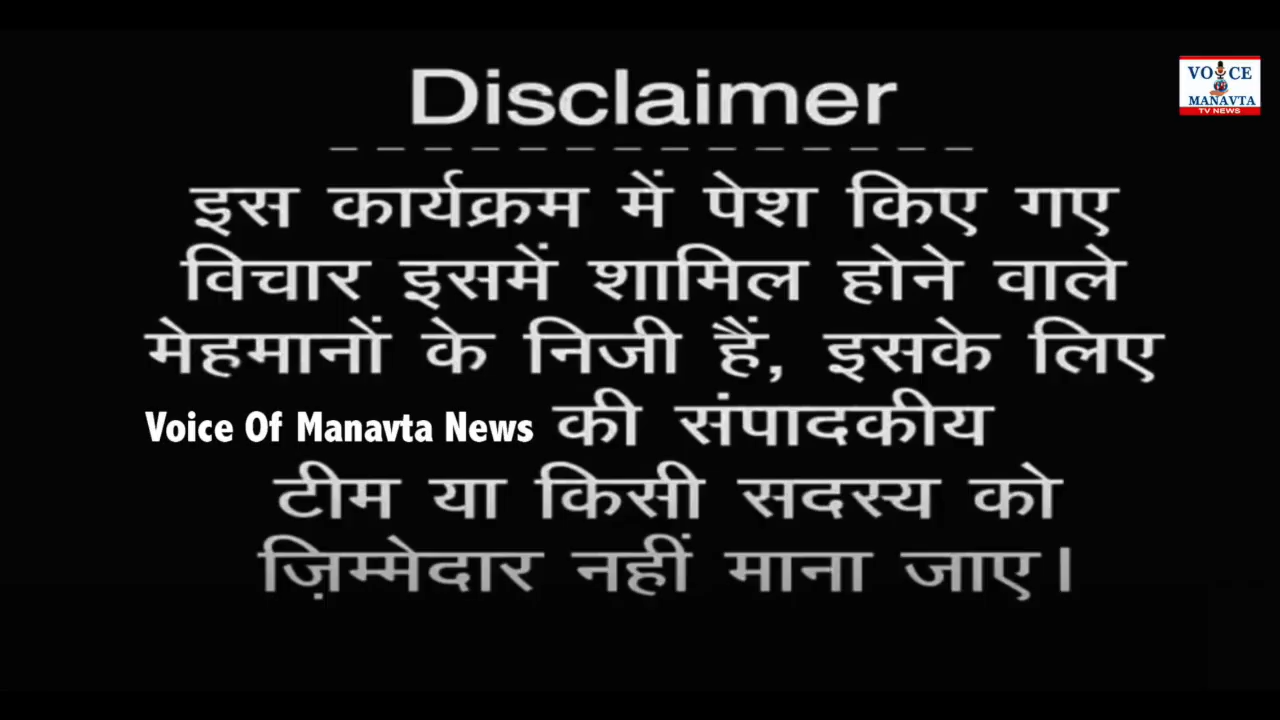 Disclaimer
VOICE
OF
MANAVTA
TV NEWS
इस कार्यक्रम में पेश किए गए
विचार इसमें शामिल होने वाले
मेहमानों के निजी हैं, इसके लिए
Voice Of Manavta News की संपादकीय
टीम या किसी सदस्य को
ज़िम्मेदार नहीं माना जाए।